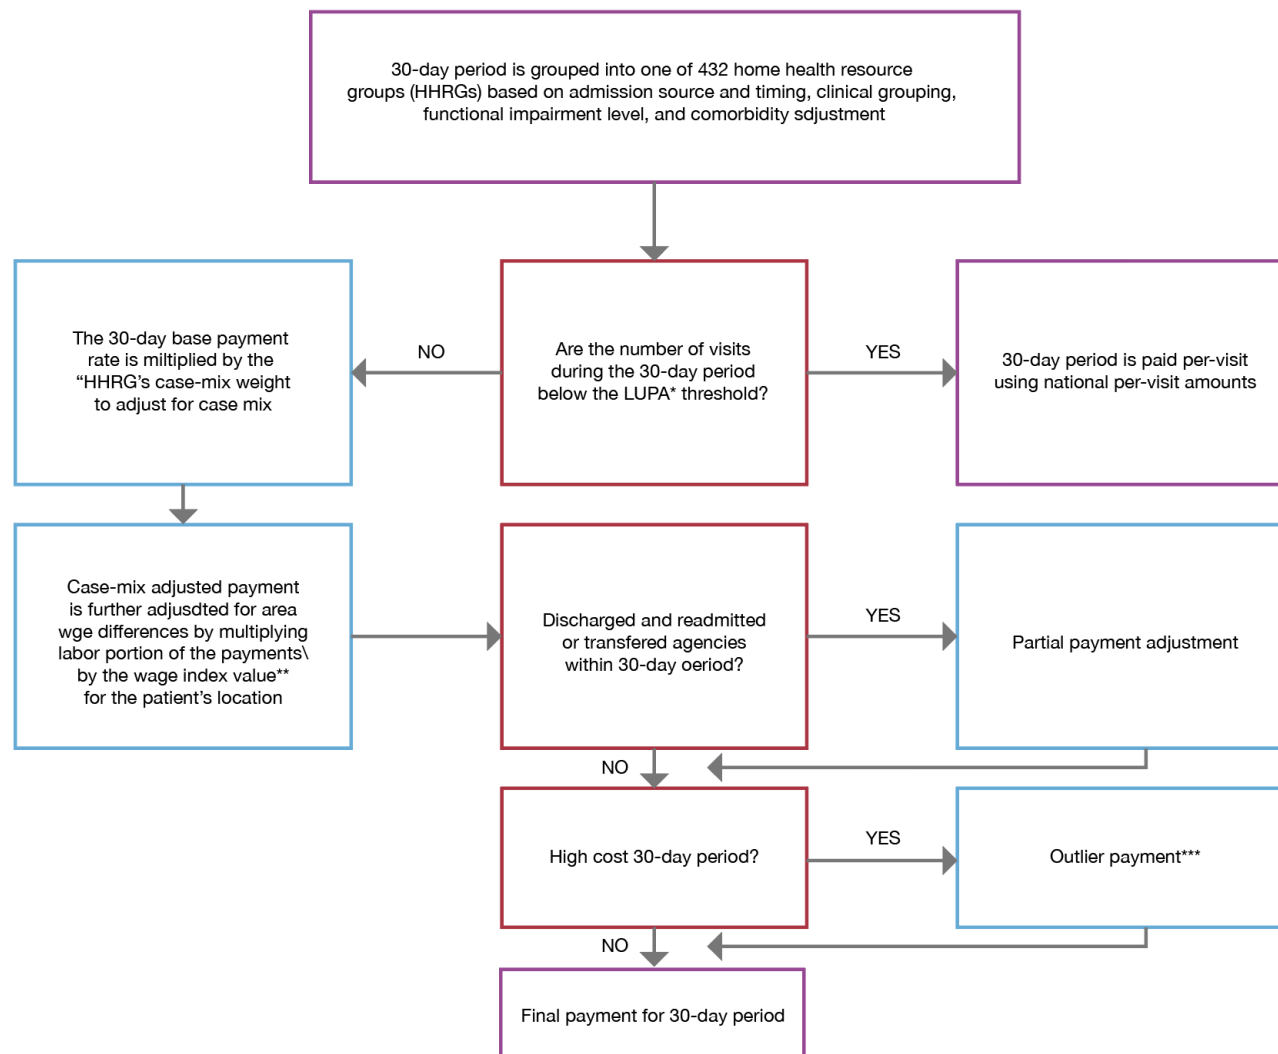 30-day period is grouped into one of 432 home health resource
groups (HHRGs) based on admission source and timing, clinical grouping,
functional impairment level, and comorbidity sdjustment
The 30-day base payment
rate is miltiplied by the
“HHRG’s case-mix weight
to adjust for case mix
NO
Are the number of visits
during the 30-day period
below the LUPA* threshold?
YES
30-day period is paid per-visit
using national per-visit amounts
Case-mix adjusted payment
is further adjusdted for area
wge differences by multiplying
labor portion of the payments\
by the wage index value**
for the patient’s location
Discharged and readmitted
or transfered agencies
within 30-day oeriod?
YES
Partial payment adjustment
NO
High cost 30-day period?
YES
Outlier payment***
NO
Final payment for 30-day period